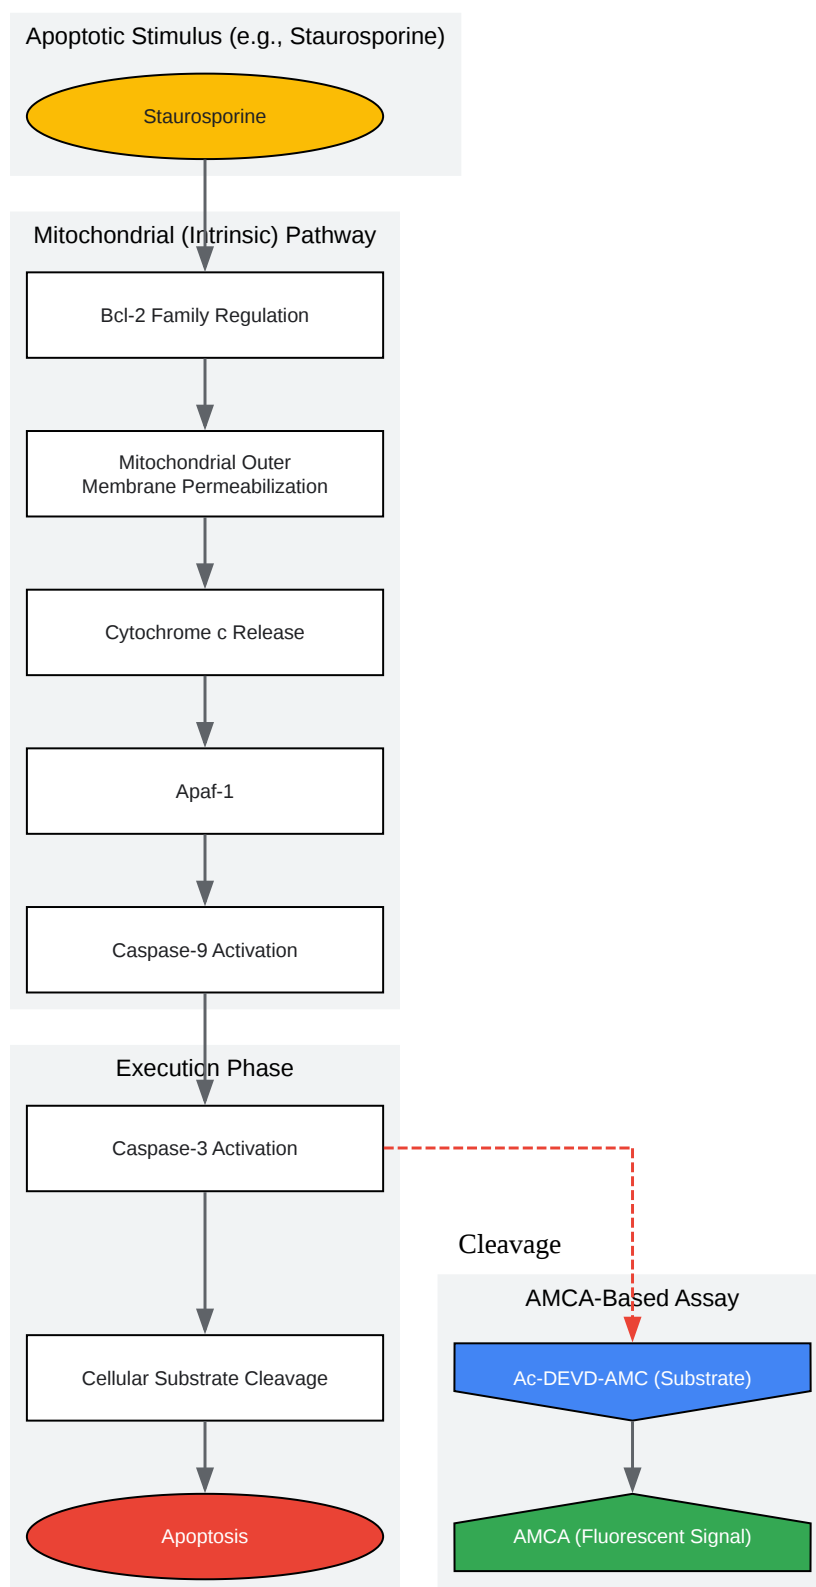 Apoptotic Stimulus (e.g., Staurosporine)
Staurosporine
Mitochondrial (Intrinsic) Pathway
Bcl-2 Family Regulation
Mitochondrial Outer
Membrane Permeabilization
Cytochrome c Release
Apaf-1
Caspase-9 Activation
Execution Phase
Caspase-3 Activation
Cleavage
AMCA-Based Assay
Cellular Substrate Cleavage
Ac-DEVD-AMC (Substrate)
Apoptosis
AMCA (Fluorescent Signal)